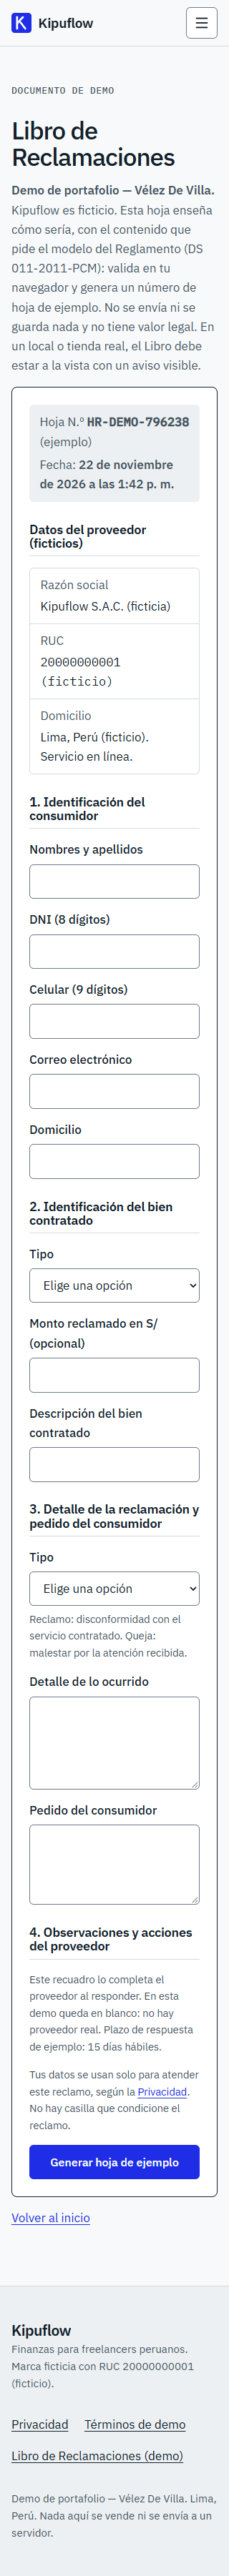 Kipuflow
DOCUMENTO DE DEMO
Libro de
Reclamaciones
Demo de portafolio — Vélez De Villa.
Kipuflow es ficticio. Esta hoja enseña
cómo sería, con el contenido que
pide el modelo del Reglamento (DS
011-2011-PCM): valida en tu
navegador y genera un número de
hoja de ejemplo. No se envía ni se
guarda nada y no tiene valor legal. En
un local o tienda real, el Libro debe
estar a la vista con un aviso visible.
Hoja N.º HR-DEMO-796238
(ejemplo)
Fecha: 22 de noviembre
de 2026 a las 1:42 p. m.
Datos del proveedor
(ficticios)
Razón social
Kipuflow S.A.C. (ficticia)
RUC
20000000001
(ficticio)
Domicilio
Lima, Perú (ficticio).
Servicio en línea.
1. Identificación del
consumidor
Nombres y apellidos
DNI (8 dígitos)
Celular (9 dígitos)
Correo electrónico
Domicilio
2. Identificación del bien
contratado
Tipo
Elige una opción
Monto reclamado en S/
(opcional)
Descripción del bien
contratado
3. Detalle de la reclamación y
pedido del consumidor
Tipo
Elige una opción
Reclamo: disconformidad con el
servicio contratado. Queja:
malestar por la atención recibida.
Detalle de lo ocurrido
Pedido del consumidor
4. Observaciones y acciones
del proveedor
Este recuadro lo completa el
proveedor al responder. En esta
demo queda en blanco: no hay
proveedor real. Plazo de respuesta
de ejemplo: 15 días hábiles.
Tus datos se usan solo para atender
este reclamo, según la Privacidad.
No hay casilla que condicione el
reclamo.
Generar hoja de ejemplo
Volver al inicio
Kipuflow
Finanzas para freelancers peruanos.
Marca ficticia con RUC 20000000001
(ficticio).
Privacidad Términos de demo
Libro de Reclamaciones (demo)
Demo de portafolio — Vélez De Villa. Lima,
Perú. Nada aquí se vende ni se envía a un
servidor.